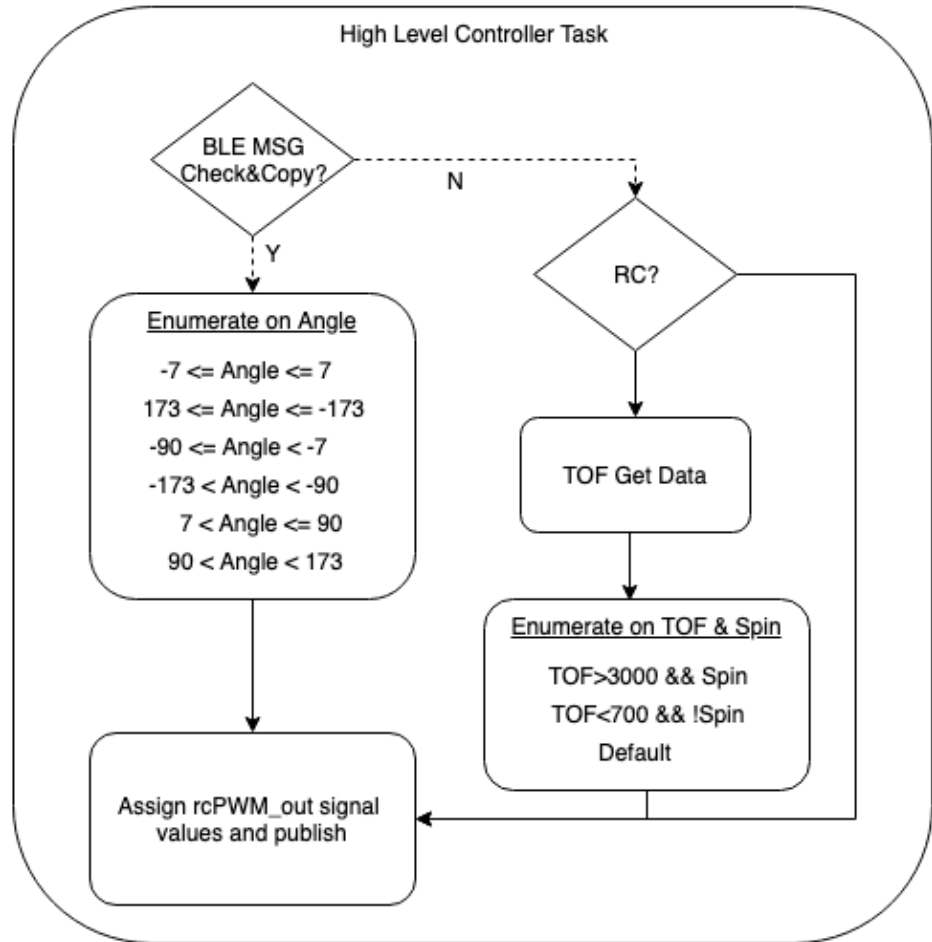 High Level Controller Task
BLE MSG
Check&Copy?
N
Y
RC?
Enumerate on Angle
-7 <= Angle <= 7
173 <= Angle <= -173
-90 <= Angle < -7
-173 < Angle < -90
7 < Angle <= 90
90 < Angle < 173
TOF Get Data
Enumerate on TOF & Spin
TOF>3000 && Spin
TOF<700 && !Spin
Default
Assign rcPWM_out signal
values and publish